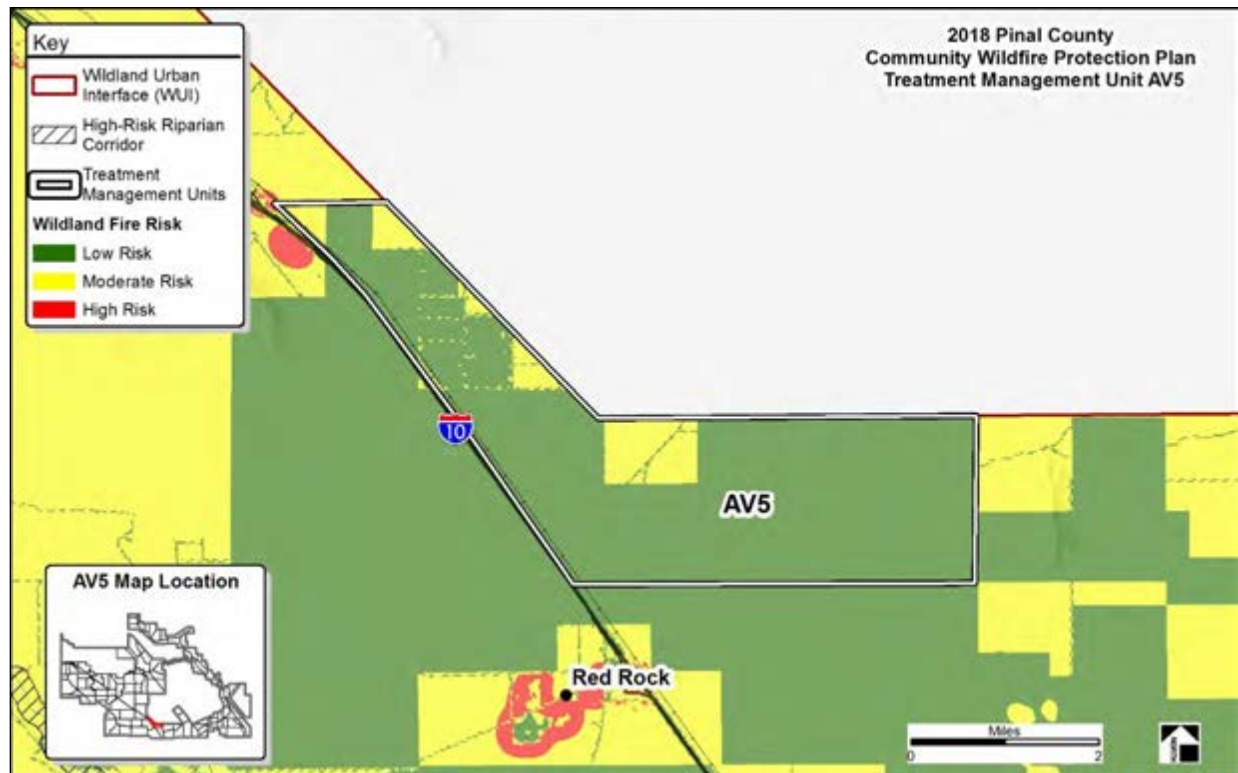 Key
Wildland Urban
Interface (WUI)
High-Risk Riparian
Corridor
Treatment
Management Units
Wildland Fire Risk
Low Risk
Moderate Risk
High Risk
2018 Pinal County
Community Wildfire Protection Plan
Treatment Management Unit AV5
10
AV5
Red Rock
AV5 Map Location
Miles
0 2